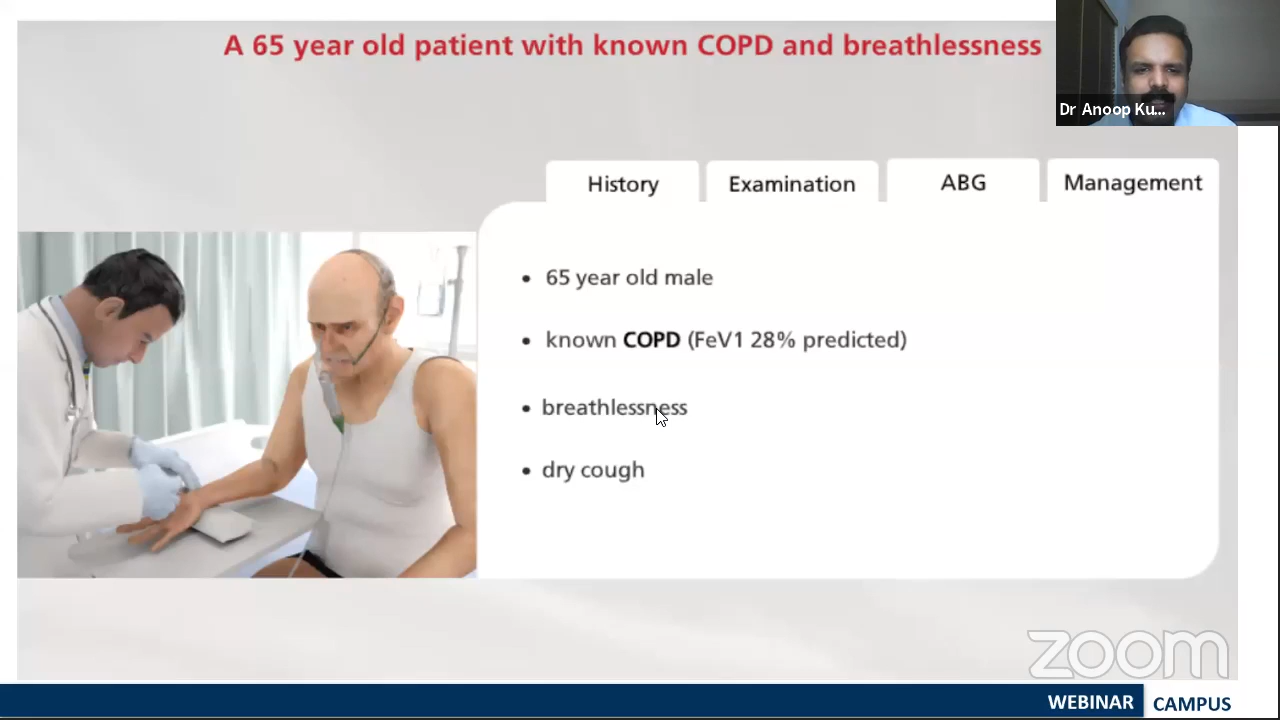 A 65 year old patient with known COPD and breathlessness
Dr Anoop Ku...
History
Examination
ABG
Management
• 65 year old male
• known COPD (FeV1 28% predicted)
• breathlessness
• dry cough
zoom
WEBINAR CAMPUS